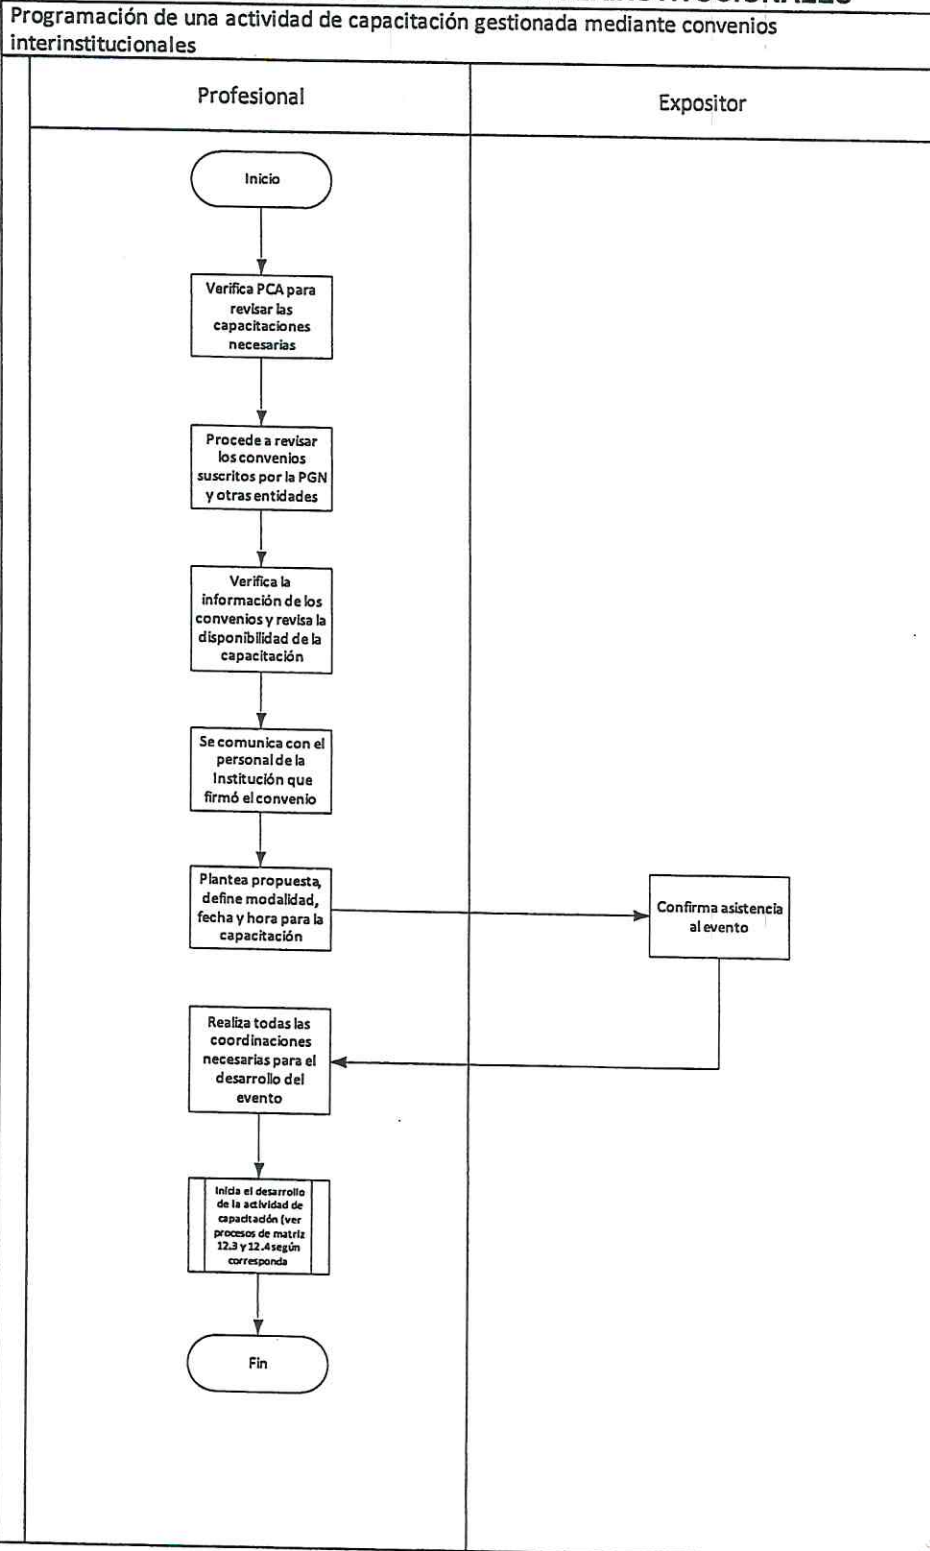 Programación de una actividad de capacitación gestionada mediante convenios
interinstitucionales
Profesional
Expositor
Inicio
Verifica PCA para
revisar las
capacitaciones
necesarias
Procede a revisar
los convenios
suscritos por la PGN
y otras entidades
Verifica la
información de los
convenios y revisa la
disponibilidad de la
capacitación
Se comunica con el
personal de la
Institución que
firmó el convenio
Plantea propuesta,
define modalidad,
fecha y hora para la
capacitación
Confirma asistencia
al evento
Realiza todas las
coordinaciones
necesarias para el
desarrollo del
evento
Inicia el desarrollo
de la actividad de
capacitación (ver
procesos de matriz
12.3 y 12.4 según
corresponda
Fin